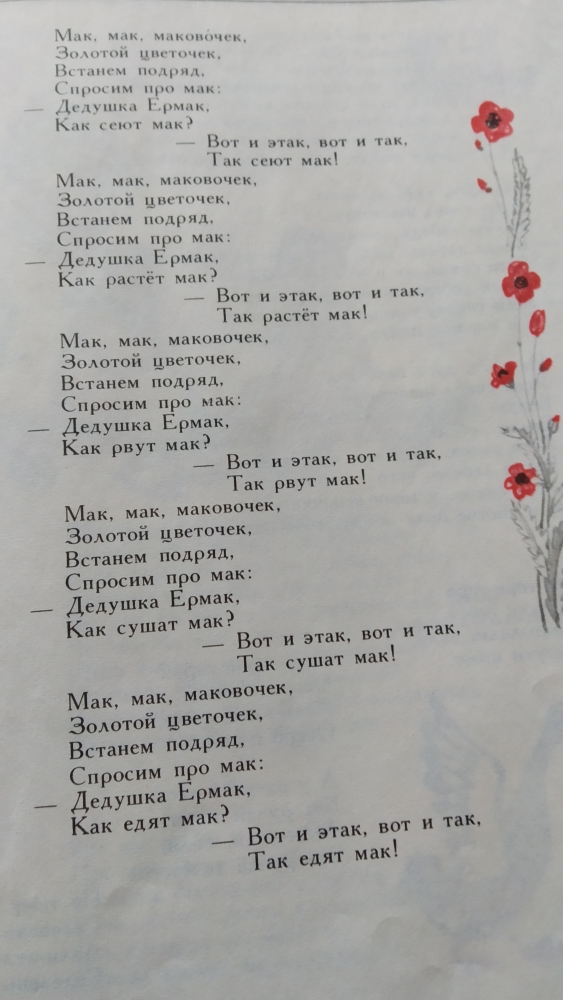 Мак, мак, маковочек,
Золотой цветочек,
Встанем подряд,
Спросим про мак:
— Дедушка Ермак,
Как сеют мак?
— Вот и этак, вот и так,
Так сеют мак!
Мак, мак, маковочек,
Золотой цветочек,
Встанем подряд,
Спросим про мак:
— Дедушка Ермак,
Как растёт мак?
— Вот и этак, вот и так,
Так растёт мак!
Мак, мак, маковочек,
Золотой цветочек,
Встанем подряд,
Спросим про мак:
— Дедушка Ермак,
Как рвут мак?
— Вот и этак, вот и так,
Так рвут мак!
Мак, мак, маковочек,
Золотой цветочек,
Встанем подряд,
Спросим про мак:
— Дедушка Ермак,
Как сушат мак?
— Вот и этак, вот и так,
Так сушат мак!
Мак, мак, маковочек,
Золотой цветочек,
Встанем подряд,
Спросим про мак:
— Дедушка Ермак,
Как едят мак?
— Вот и этак, вот и так,
Так едят мак!